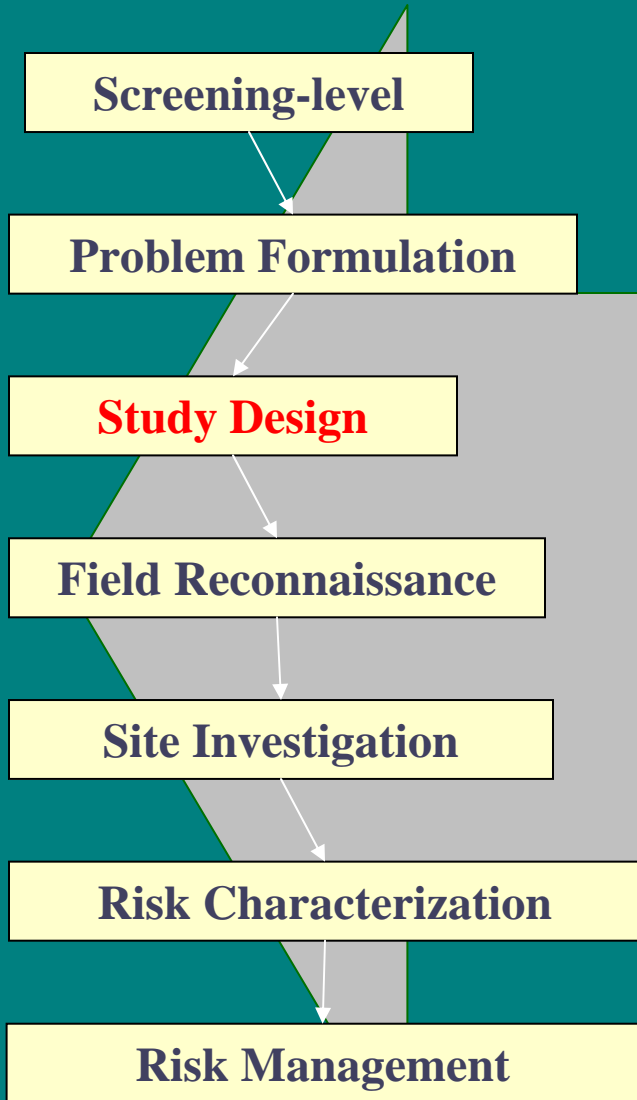 Screening-level
Problem Formulation
Study Design
Field Reconnaissance
Site Investigation
Risk Characterization
Risk Management